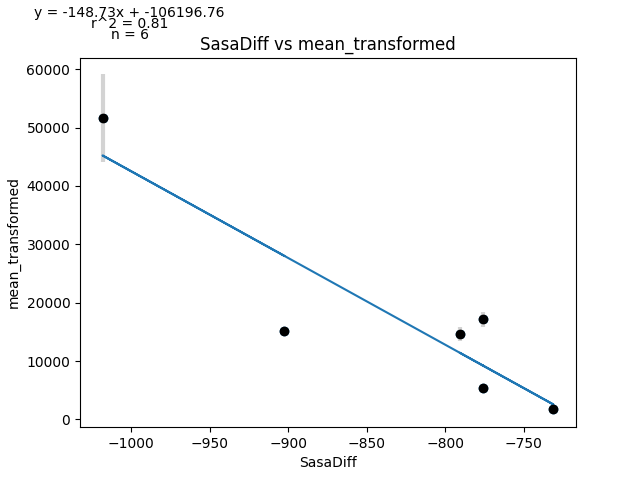 y = -148.73x + -106196.76
r^2 = 0.81
n = 6
SasaDiff vs mean_transformed
60000
50000
40000
30000
20000
10000
0
mean_transformed
−1000
−950
−900
−850
−800
−750
SasaDiff